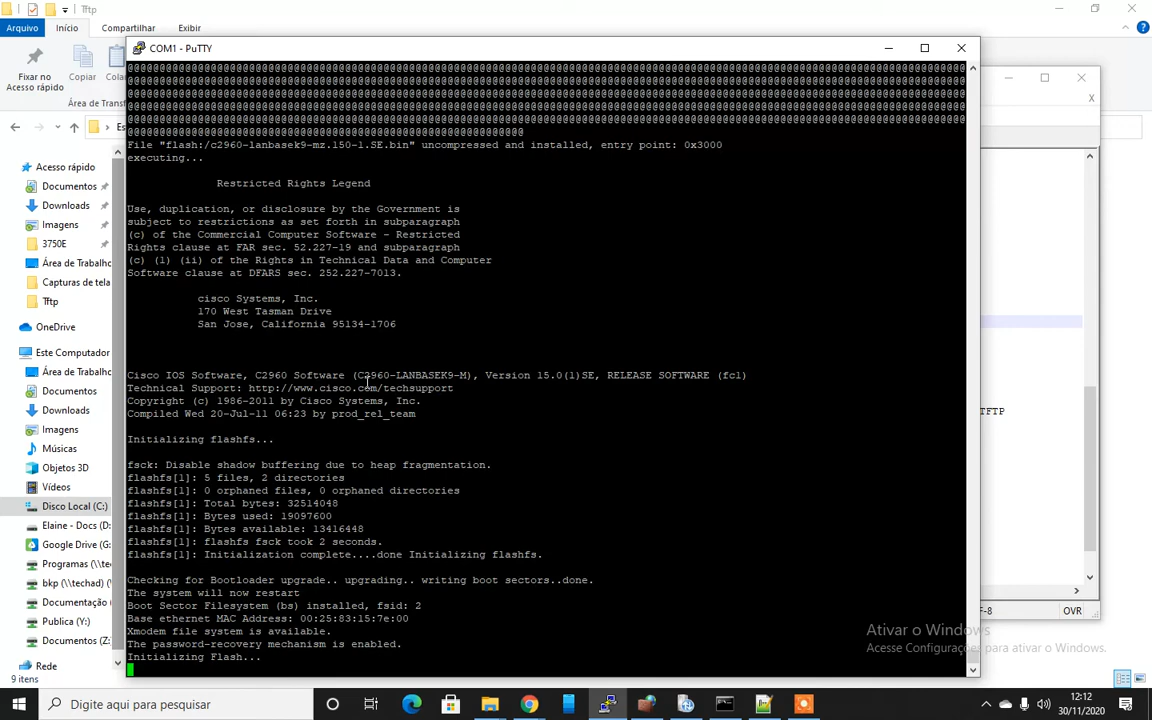 Tftp
Arquivo Início Compartilhar Exibir
Fixar no
Acesso rápido
Copiar
Área de Transf
Acesso rápido
Documentos
Downloads
Imagens
3750E
Área de Trabalho
Capturas de tela
Tftp
OneDrive
Este Computador
Área de Trabalho
Documentos
Downloads
Imagens
Músicas
Objetos 3D
Vídeos
Disco Local (C:)
Elaine - Docs (D:
Google Drive (G:
Programas (\\tec
bkp (\\techad) (\
Documentação
Publica (Y:)
Documentos (Z:
Rede
9 itens
COM1 - PuTTY
@@@@@@@@@@@@@@@@@@@@@@@@@@@@@@@@@@@@@@@@@@@@@@@@@@@@@@@@@@@@@@@@@@@@@@@@@@@@@@@@@@@@@@@@@@@@@@@@@@@@@@@@@@@@@@@@@@@@@@@@@@@@@@@@@@
@@@@@@@@@@@@@@@@@@@@@@@@@@@@@@@@@@@@@@@@@@@@@@@@@@@@@@@@@@@@@@@@@@@@@@@@@@@@@@@@@@@@@@@@@@@@@@@@@@@@@@@@@@@@@@@@@@@@@@@@@@@@@@@@@@
@@@@@@@@@@@@@@@@@@@@@@@@@@@@@@@@@@@@@@@@@@@@@@@@@@@@@@@@@@@@@@@@@@@@@@@@@@@@@@@@@@@@@@@@@@@@@@@@@@@@@@@@@@@@@@@@@@@@@@@@@@@@@@@@@@
@@@@@@@@@@@@@@@@@@@@@@@@@@@@@@@@@@@@@@@@@@@@@@@@@@@@@@@@@@@@@@@@@@@@@@@@@@@@@@@@@@@@@@@@@@@@@@@@@@@@@@@@@@@@@@@@@@@@@@@@@@@@@@@@@@
@@@@@@@@@@@@@@@@@@@@@@@@@@@@@@@@@@@@@@@@@@@@@@@@@@@@@@@@@@@@@@@@@@@@@@@@@@@@@@@@@@@@@@@@@@@@@@@@@@@@@@@@@@@@@@@@@@@@@@@@@@@@@@@@@@
@@@@@@@@@@@@@@@@@@@@@@@@@@@@@@@@@@@@@@@@@@@@@@@@@@@@@@@@@@@@@
File "flash:/c2960-lanbasek9-mz.150-1.SE.bin" uncompressed and installed, entry point: 0x3000
executing...
Restricted Rights Legend
Use, duplication, or disclosure by the Government is
subject to restrictions as set forth in subparagraph
(c) of the Commercial Computer Software - Restricted
Rights clause at FAR sec. 52.227-19 and subparagraph
(c) (1) (ii) of the Rights in Technical Data and Computer
Software clause at DFARS sec. 252.227-7013.
cisco Systems, Inc.
170 West Tasman Drive
San Jose, California 95134-1706
Cisco IOS Software, C2960 Software (C2960-LANBASEK9-M), Version 15.0(1)SE, RELEASE SOFTWARE (fc1)
Technical Support: http://www.cisco.com/techsupport
Copyright (c) 1986-2011 by Cisco Systems, Inc.
Compiled Wed 20-Jul-11 06:23 by prod_rel_team
Initializing flashfs...
fsck: Disable shadow buffering due to heap fragmentation.
flashfs[1]: 5 files, 2 directories
flashfs[1]: 0 orphaned files, 0 orphaned directories
flashfs[1]: Total bytes: 32514048
flashfs[1]: Bytes used: 19097600
flashfs[1]: Bytes available: 13416448
flashfs[1]: flashfs fsck took 2 seconds.
flashfs[1]: Initialization complete....done Initializing flashfs.
Checking for Bootloader upgrade.. upgrading.. writing boot sectors..done.
The system will now restart
Boot Sector Filesystem (bs) installed, fsid: 2
Base ethernet MAC Address: 00:25:83:15:7e:00
Xmodem file system is available.
The password-recovery mechanism is enabled.
Initializing Flash...
X
TFTP
F-8 OVR
Ativar o Windows
Acesse Configurações para ativar o Windows.
Digite aqui para pesquisar
12:12
30/11/2020